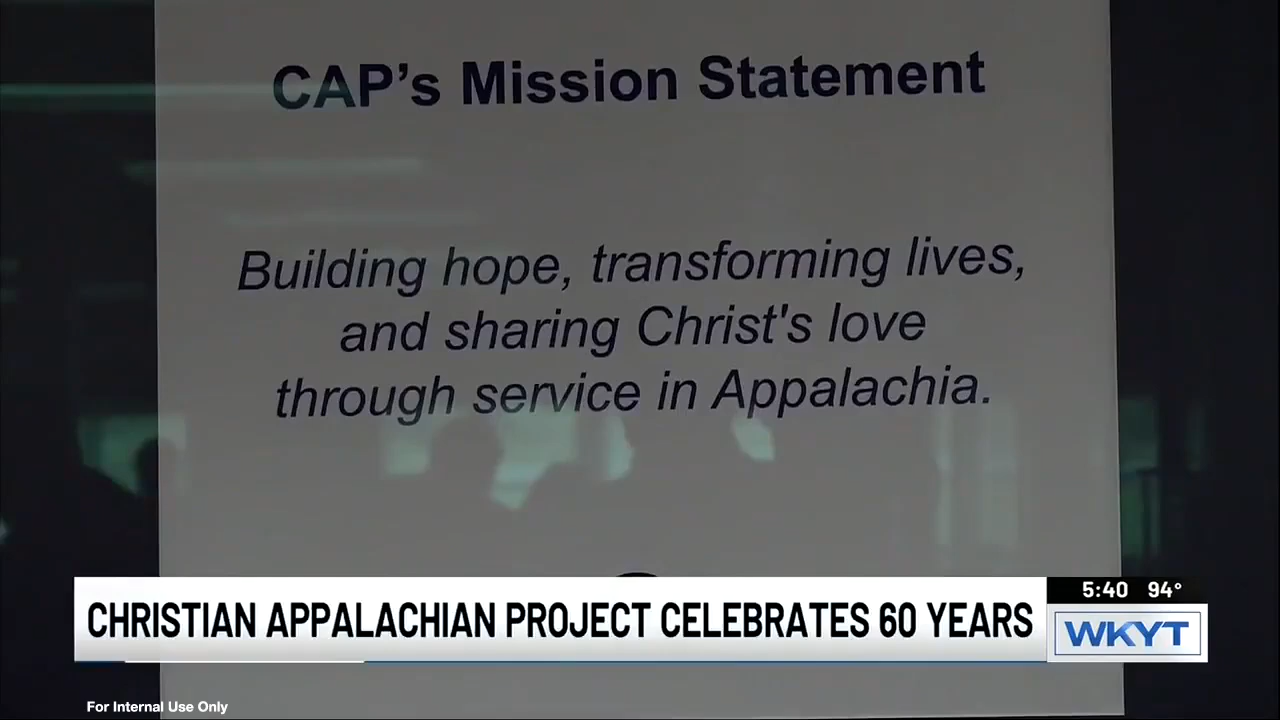 CAP's Mission Statement
Building hope, transforming lives,
and sharing Christ's love
through service in Appalachia.
CHRISTIAN APPALACHIAN PROJECT CELEBRATES 60 YEARS
5:40 94°
WKYT
For Internal Use Only